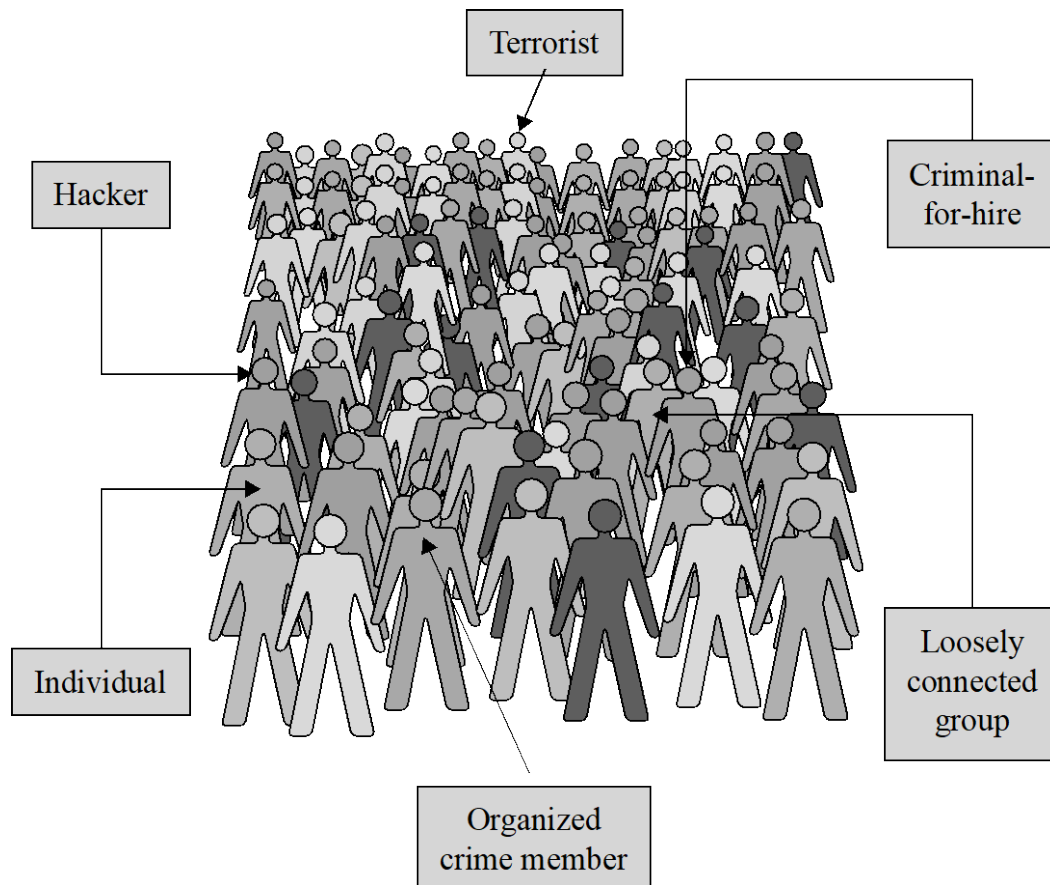 Terrorist
Hacker
Criminal-
for-hire
Individual
Loosely
connected
group
Organized
crime member